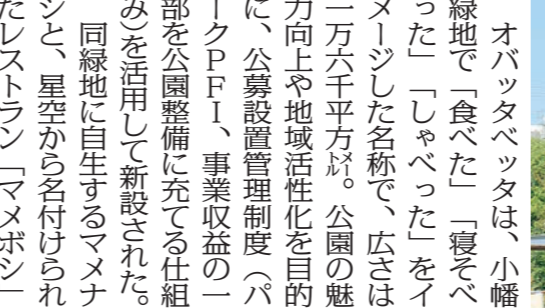 オバッタベッタは、小幡
緑地で「食べた」「寝そべ
った」「しゃべった」をイ
メージした名称で、広さは
一万六千平方㍍。公園の魅
力向上や地域活性化を目的
に、公募設置管理制度（パ
ークＰＦＩ、事業収益の一
部を公園整備に充てる仕組
み）を活用して新設された。
同緑地に自生するマメナ
シと、星空から名付けられ
たレストラン「マメボシ」